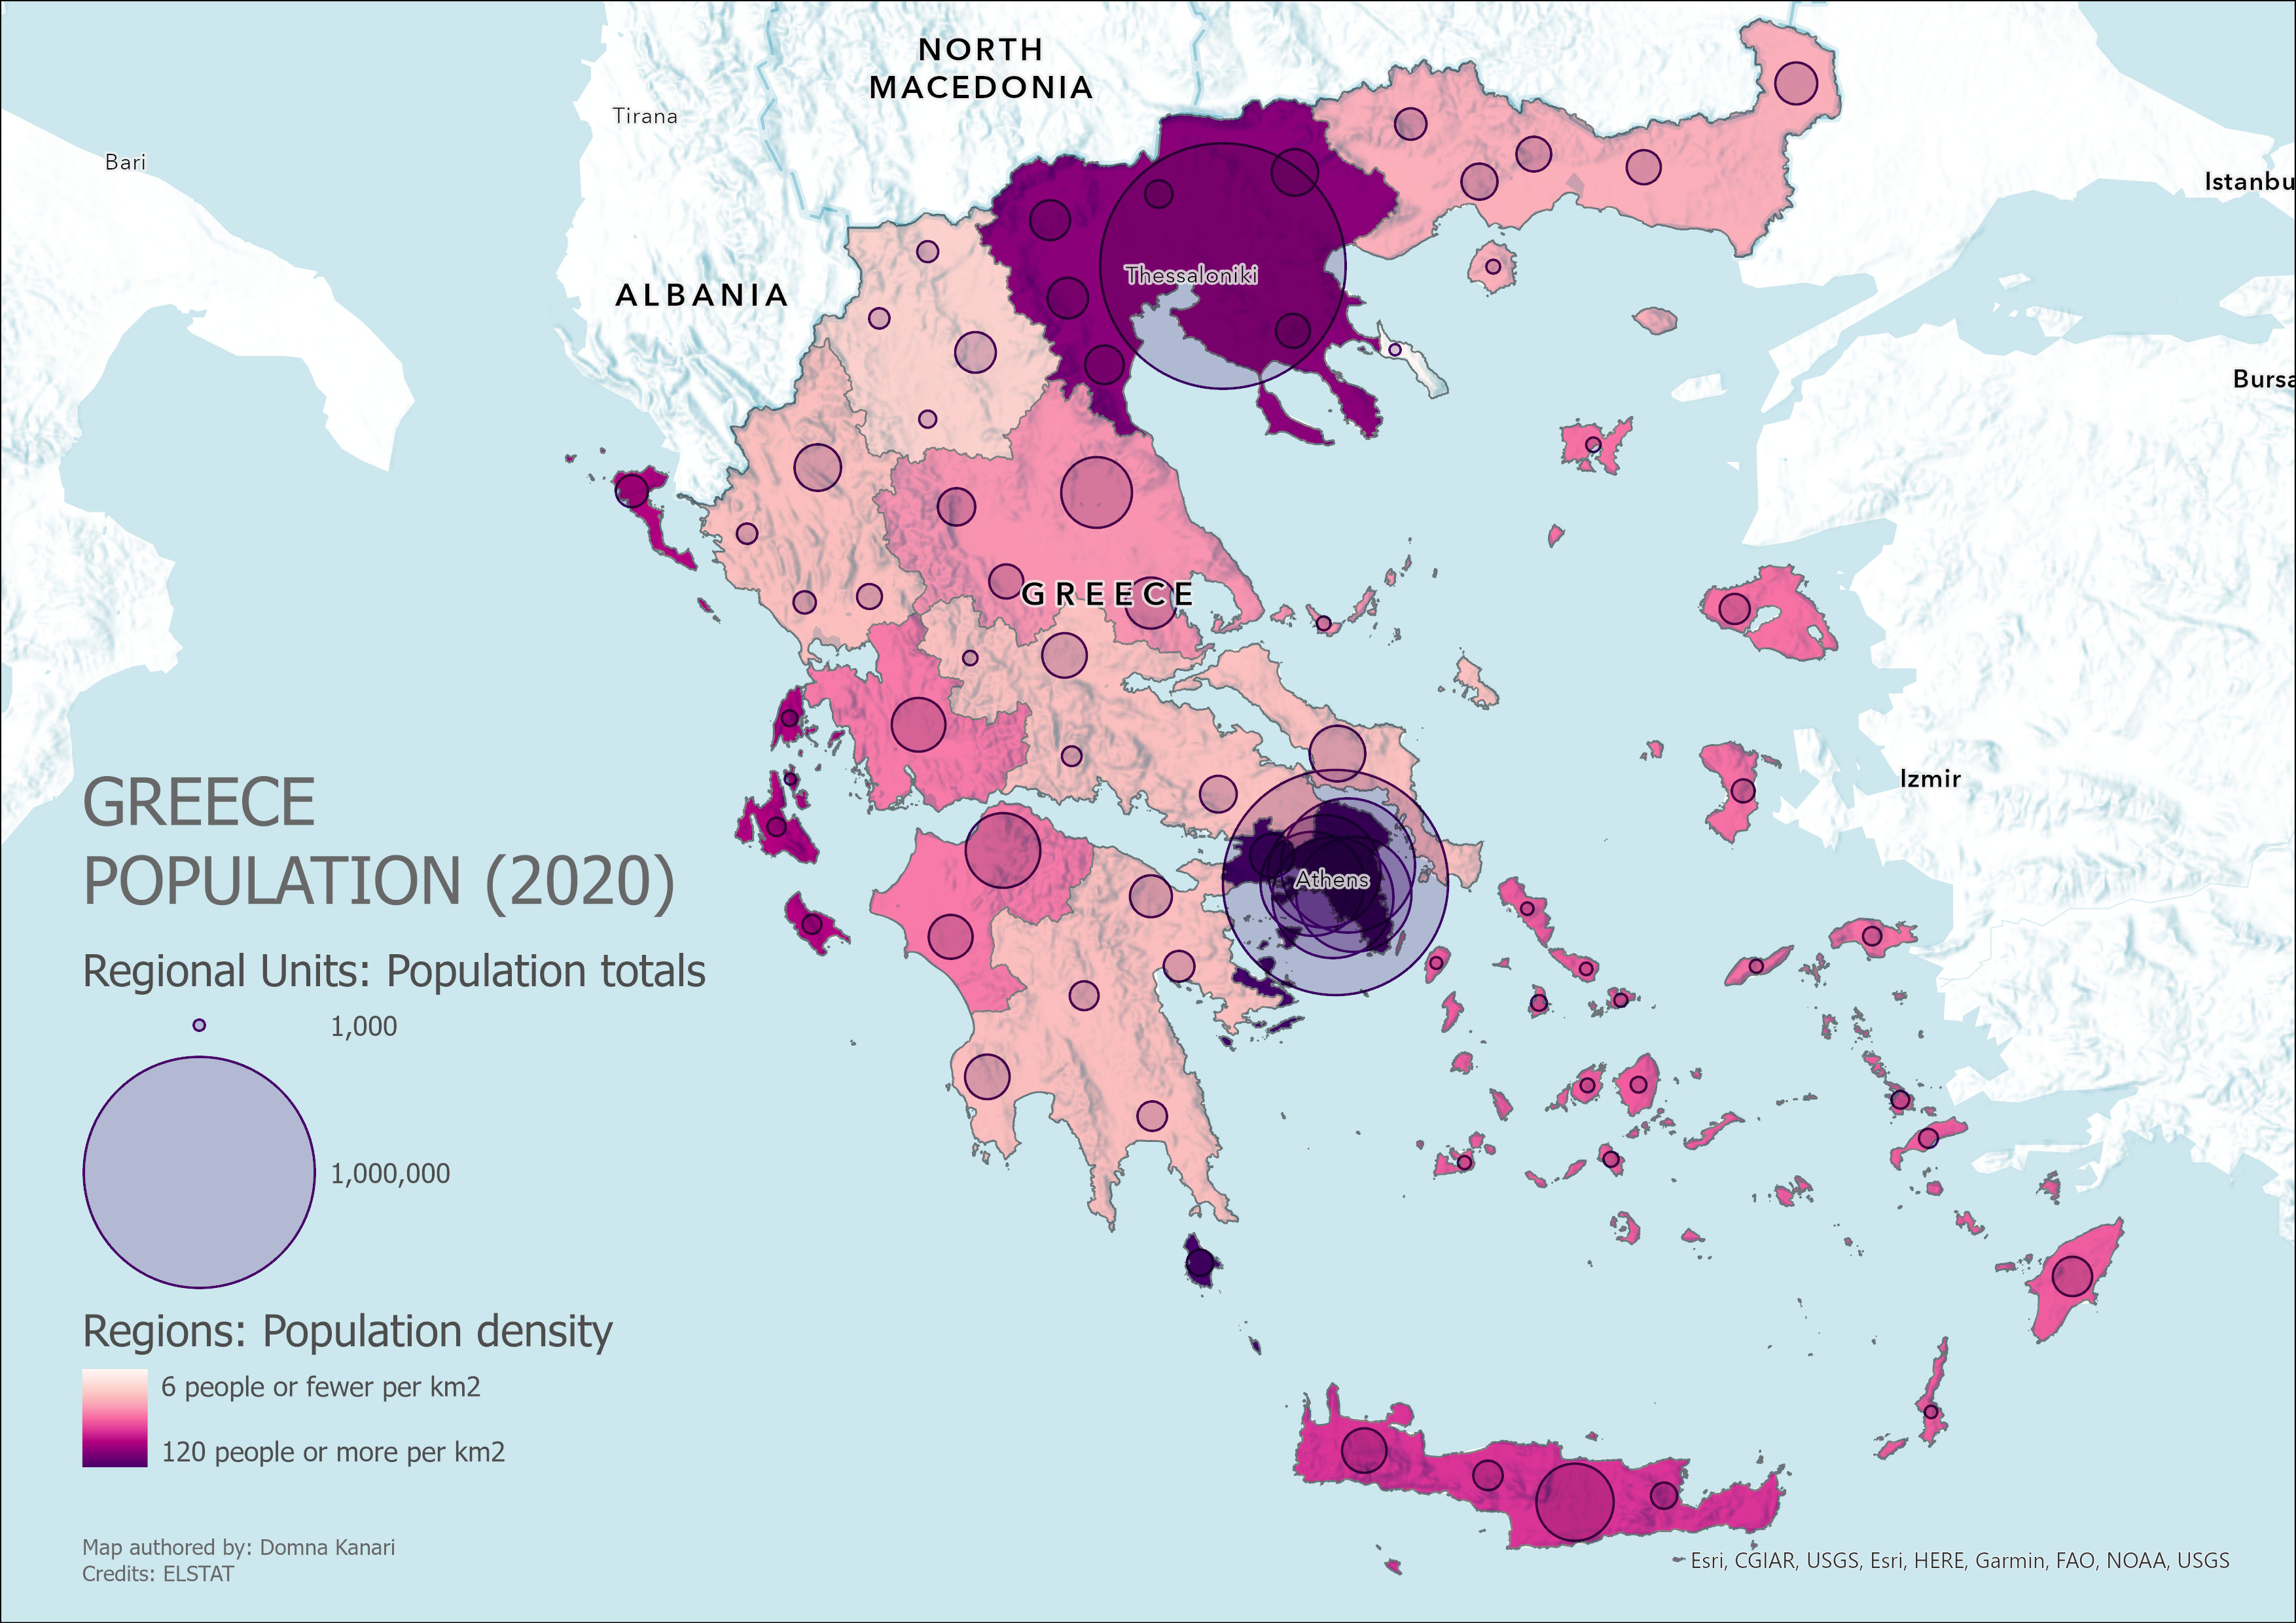 NORTH
MACEDONIA
Tirana
Bari
Istanbu
Thessaloniki
ALBANIA
Bursa
GREECE
Izmir
Athens
GREECE
POPULATION (2020)
Regional Units: Population totals
1,000
1,000,000
Regions: Population density
6 people or fewer per km2
120 people or more per km2
Map authored by: Domna Kanari
Credits: ELSTAT
Esri, CGIAR, USGS, Esri, HERE, Garmin, FAO, NOAA, USGS